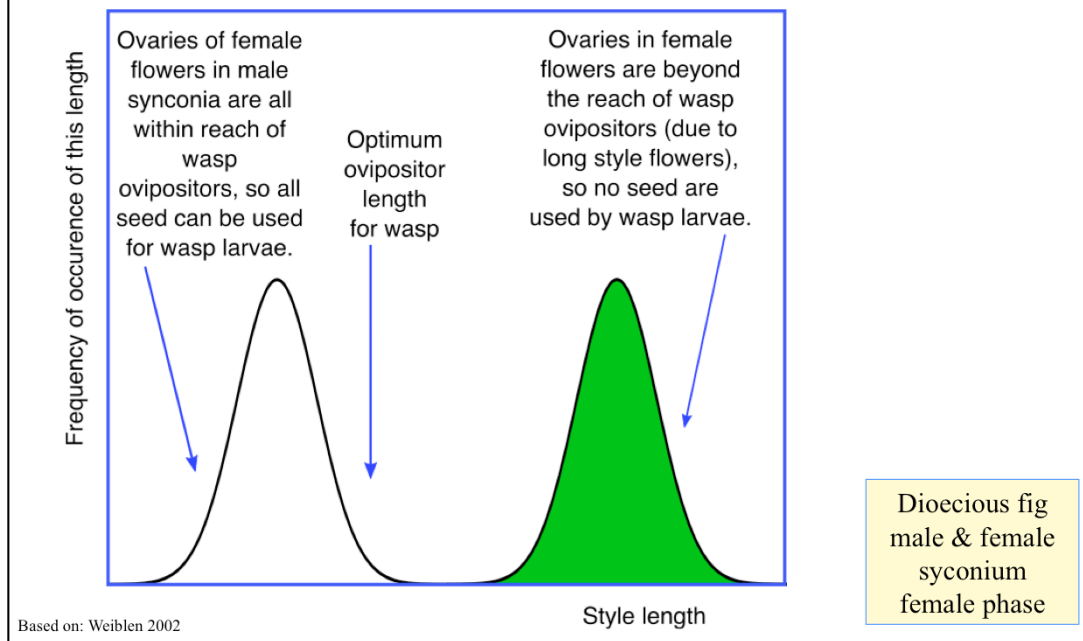 Frequency of occurence of this length
Ovaries of female
flowers in male
synconia are all
within reach of
wasp
ovipositors, so all
seed can be used
for wasp larvae.
Optimum
ovipositor
length
for wasp
Ovaries in female
flowers are beyond
the reach of wasp
ovipositors (due to
long style flowers),
so no seed are
used by wasp larvae.
Style length
Dioecious fig
male & female
syconium
female phase
Based on: Weiblen 2002